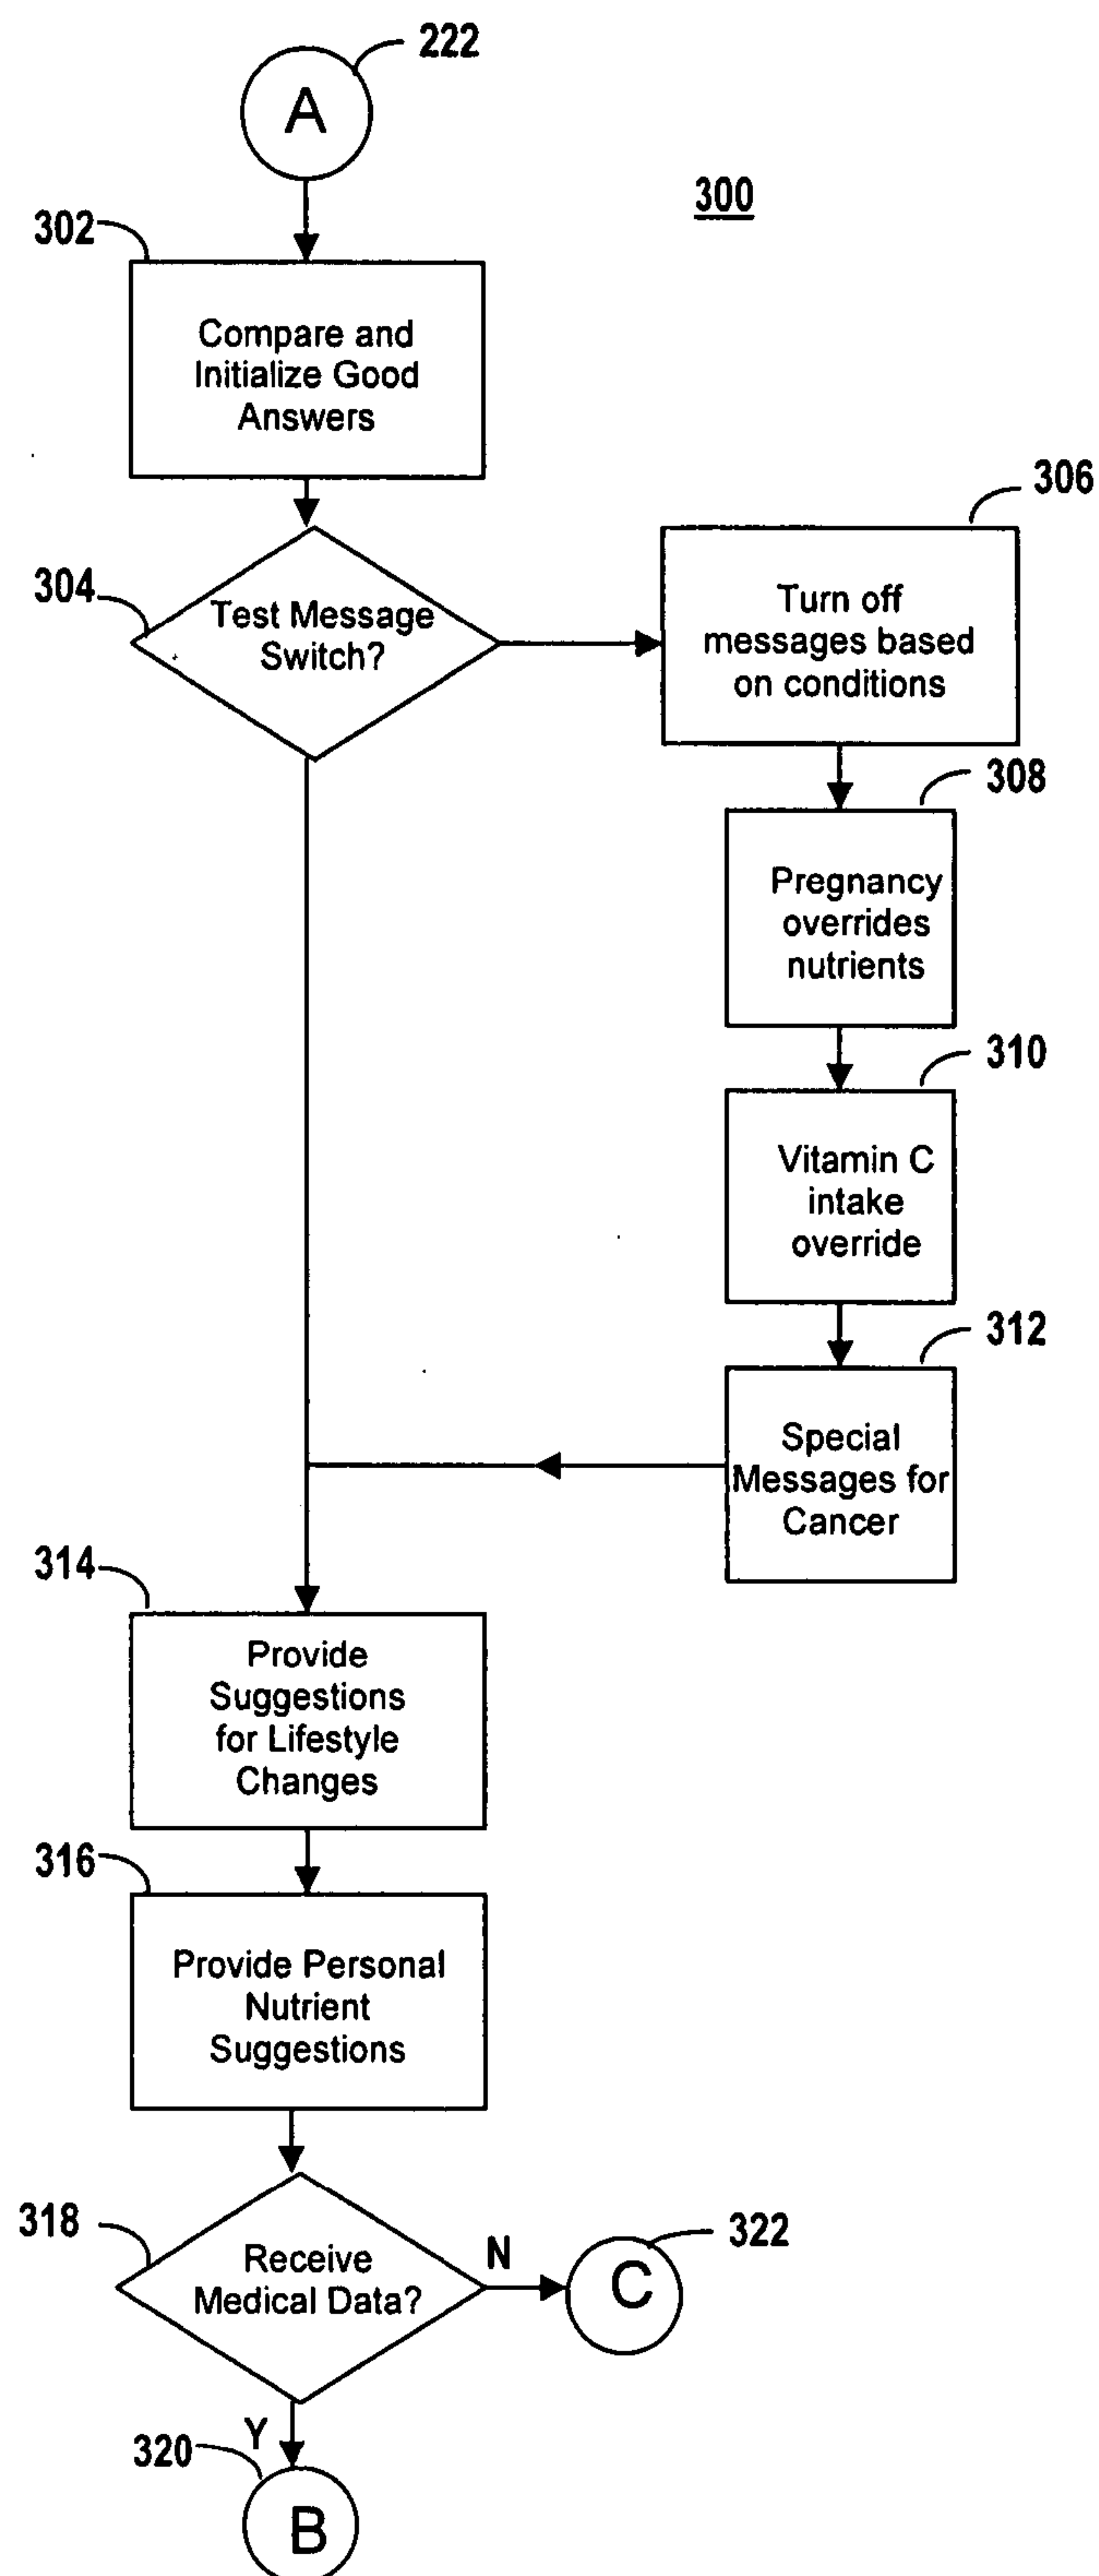 222
A
300
302
Compare and
Initialize Good
Answers
306
304
Test Message
Switch?
Turn off
messages based
on conditions
308
Pregnancy
overrides
nutrients
310
Vitamin C
intake
override
312
Special
Messages for
Cancer
314
Provide
Suggestions
for Lifestyle
Changes
316
Provide Personal
Nutrient
Suggestions
318
Receive
Medical Data?
N
322
C
Y
320
B